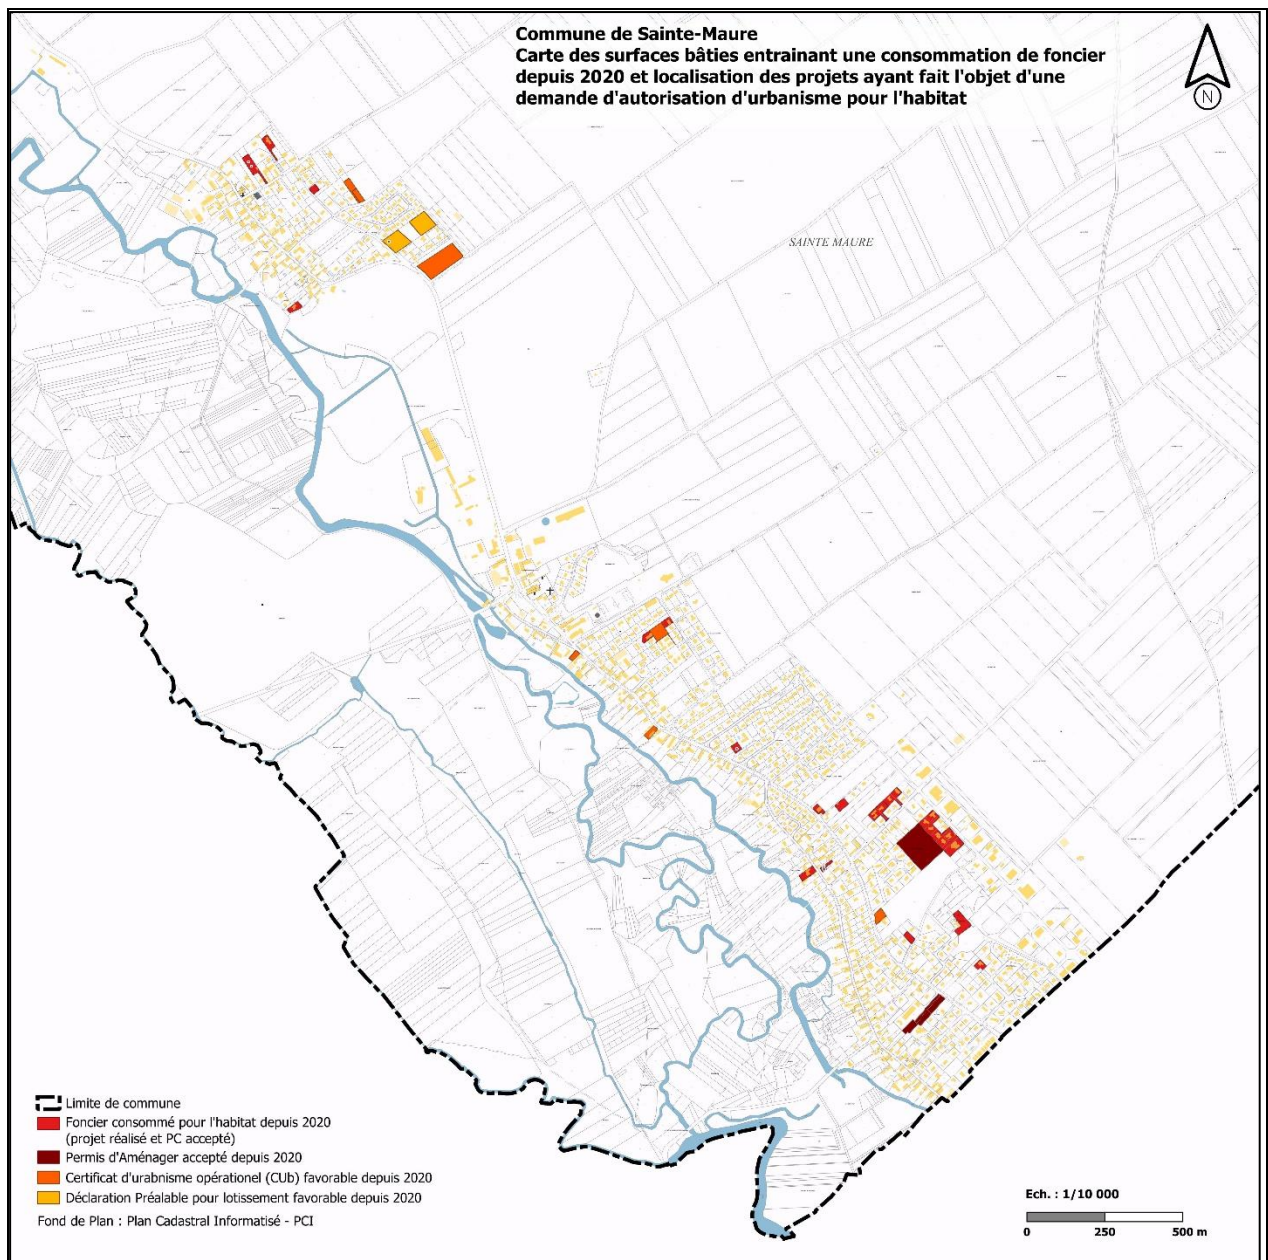 Commune de Sainte-Maure
Carte des surfaces bâties entrainant une consommation de foncier
depuis 2020 et localisation des projets ayant fait l'objet d'une
demande d'autorisation d'urbanisme pour l'habitat
N
SAINTE MAURE
Limite de commune
Foncier consommé pour l'habitat depuis 2020
(projet réalisé et PC accepté)
Permis d'Aménager accepté depuis 2020
Certificat d'urabnisme opérationel (CUb) favorable depuis 2020
Déclaration Préalable pour lotissement favorable depuis 2020
Fond de Plan : Plan Cadastral Informatisé - PCI
Ech. : 1/10 000
0 250 500 m